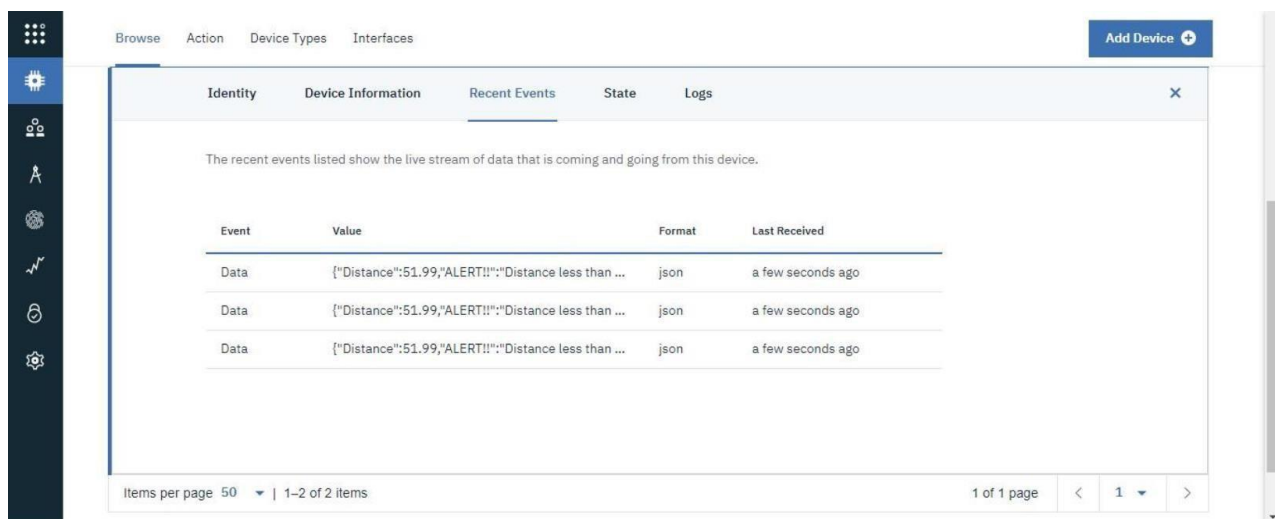 Browse Action Device Types Interfaces Add Device
Identity Device Information Recent Events State Logs
The recent events listed show the live stream of data that is coming and going from this device.
Event Value Format Last Received
Data {"Distance":51.99,"ALERT!!":"Distance less than ... json a few seconds ago
Data {"Distance":51.99,"ALERT!!":"Distance less than ... json a few seconds ago
Data {"Distance":51.99,"ALERT!!":"Distance less than ... json a few seconds ago
Items per page 50 | 1–2 of 2 items 1 of 1 page 1